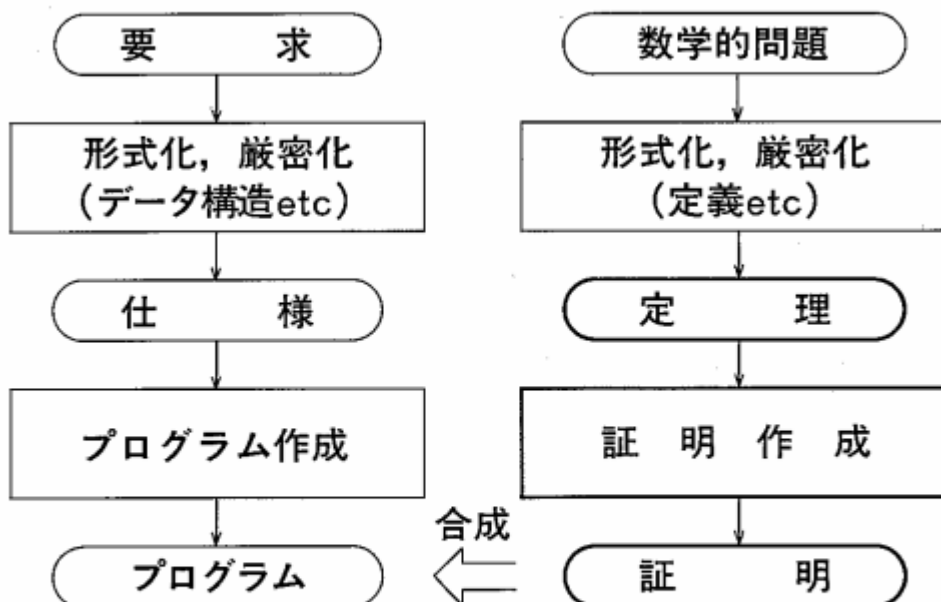 要求
形式化，厳密化
（データ構造etc）
仕様
プログラム作成
プログラム
数学的問題
形式化，厳密化
（定義etc）
定理
証明作成
証明
合成